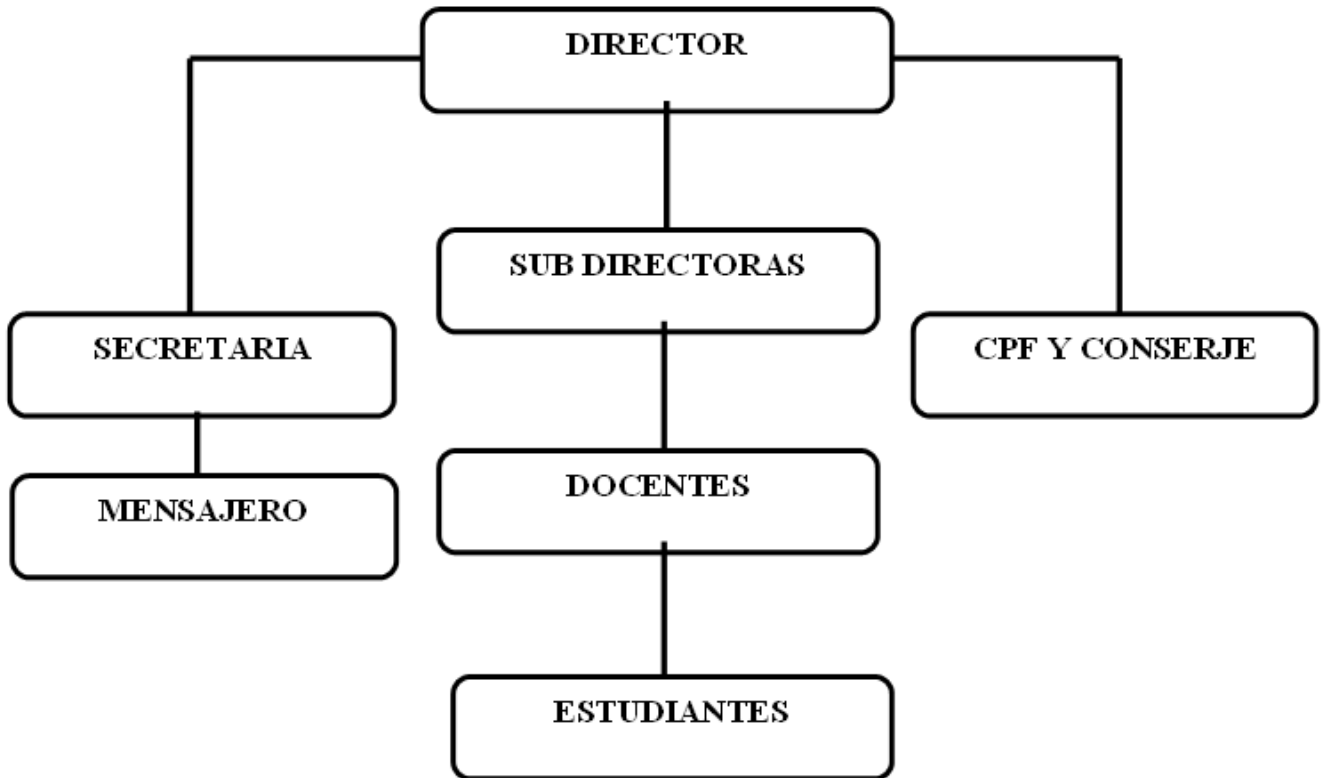 DIRECTOR
SUB DIRECTORAS
SECRETARIA
CPF Y CONSERJE
DOCENTES
MENSAJERO
ESTUDIANTES